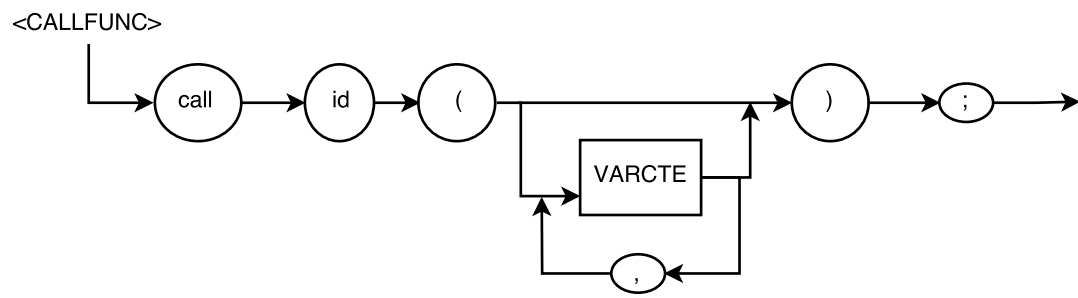 <CALLFUNC>
call id ( ) ;
VARCTE
,